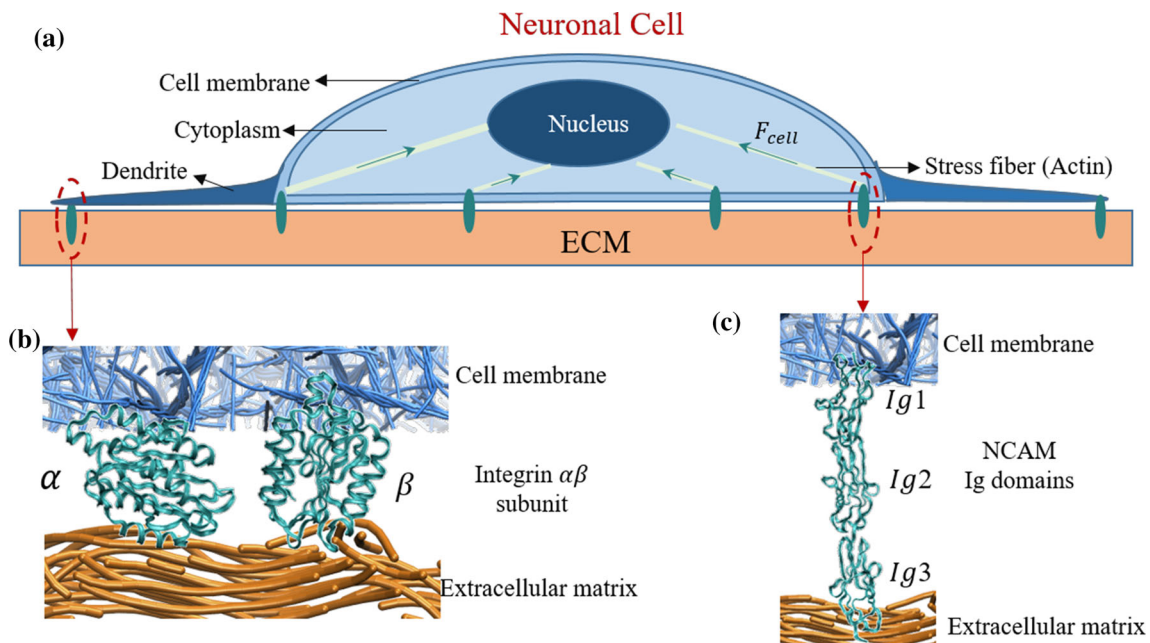 (a)
Neuronal Cell
Cell membrane
Cytoplasm
Dendrite
Nucleus
F_cell
Stress fiber (Actin)
ECM
(b)
Cell membrane
α
β
Integrin αβ
subunit
Extracellular matrix
(c)
Cell membrane
Ig1
Ig2
NCAM
Ig domains
Ig3
Extracellular matrix